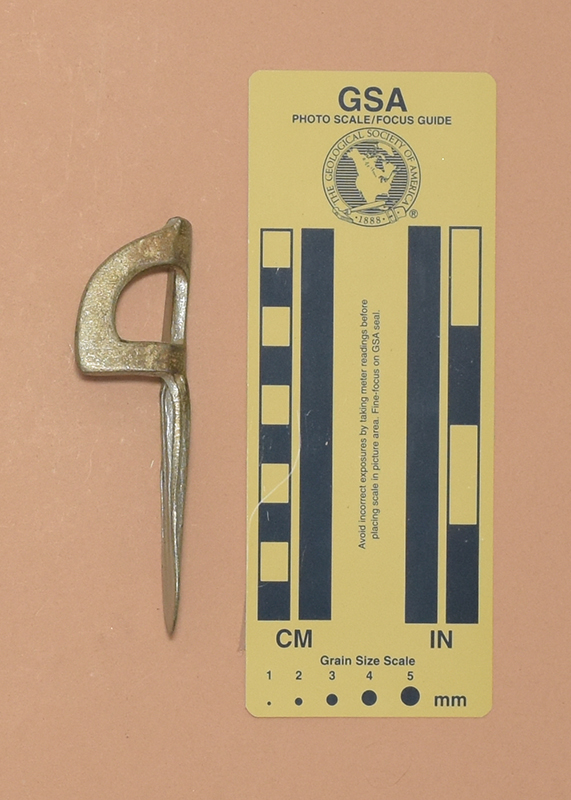 GSA
PHOTO SCALE/FOCUS GUIDE
THE GEOLOGICAL SOCIETY OF AMERICA
·1888·
®
Avoid incorrect exposures by taking meter readings before
placing scale in picture area. Fine-focus on GSA seal.
CM
IN
Grain Size Scale
1 2 3 4 5
mm